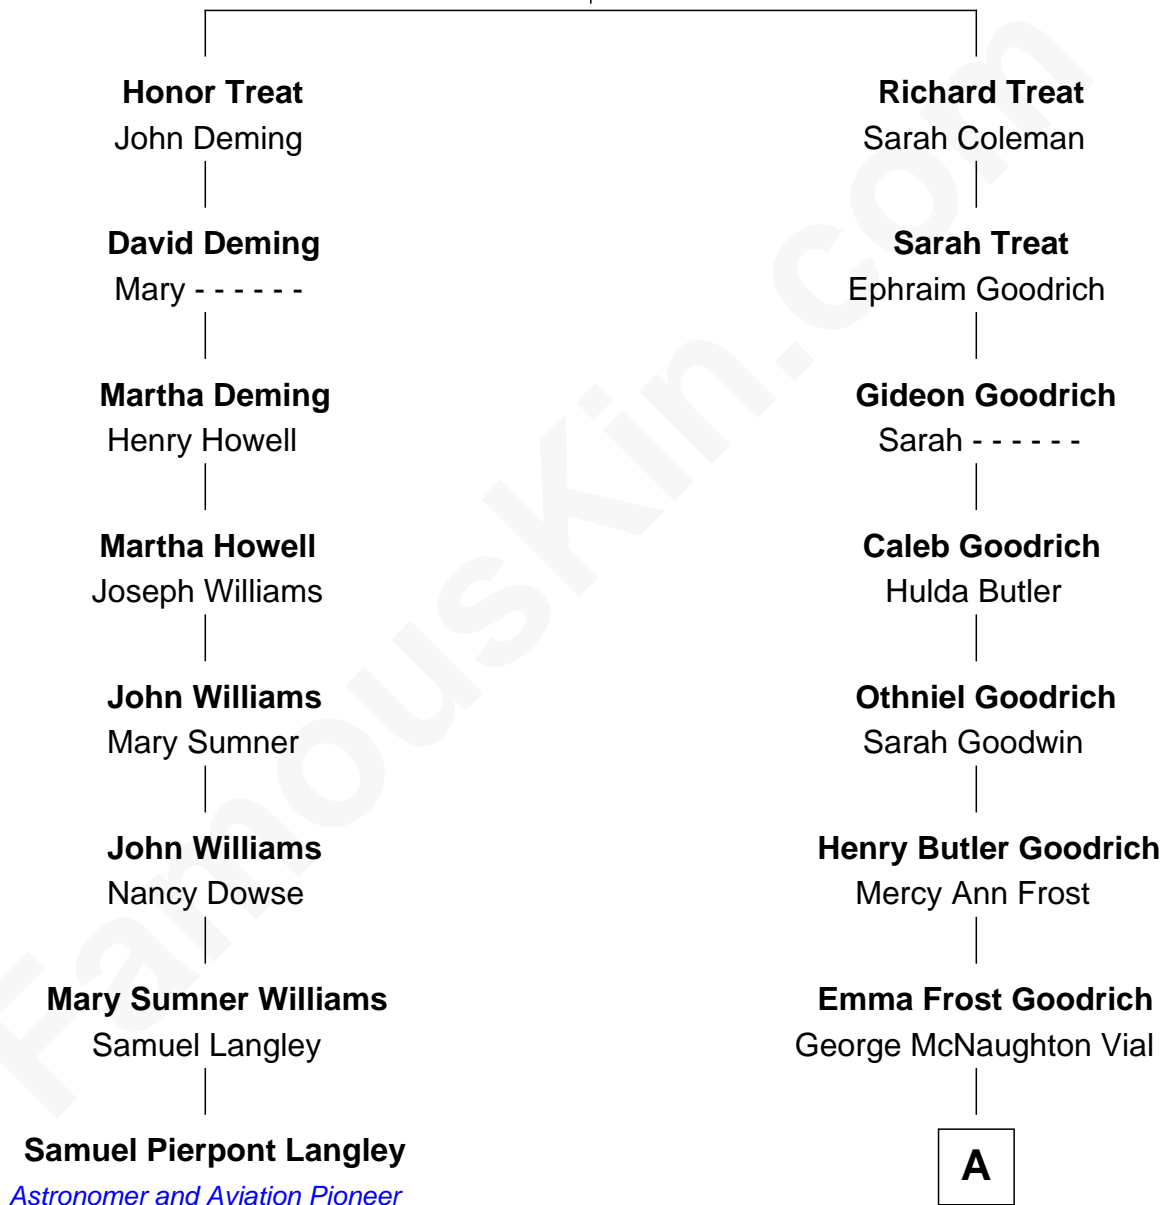 Honor Treat
John Deming
David Deming
Mary - - - - - -
Martha Deming
Henry Howell
Martha Howell
Joseph Williams
John Williams
Mary Sumner
John Williams
Nancy Dowse
Mary Sumner Williams
Samuel Langley
Samuel Pierpont Langley
Astronomer and Aviation Pioneer
Richard Treat
Sarah Coleman
Sarah Treat
Ephraim Goodrich
Gideon Goodrich
Sarah - - - - - -
Caleb Goodrich
Hulda Butler
Othniel Goodrich
Sarah Goodwin
Henry Butler Goodrich
Mercy Ann Frost
Emma Frost Goodrich
George McNaughton Vial
A
FamousKin.com